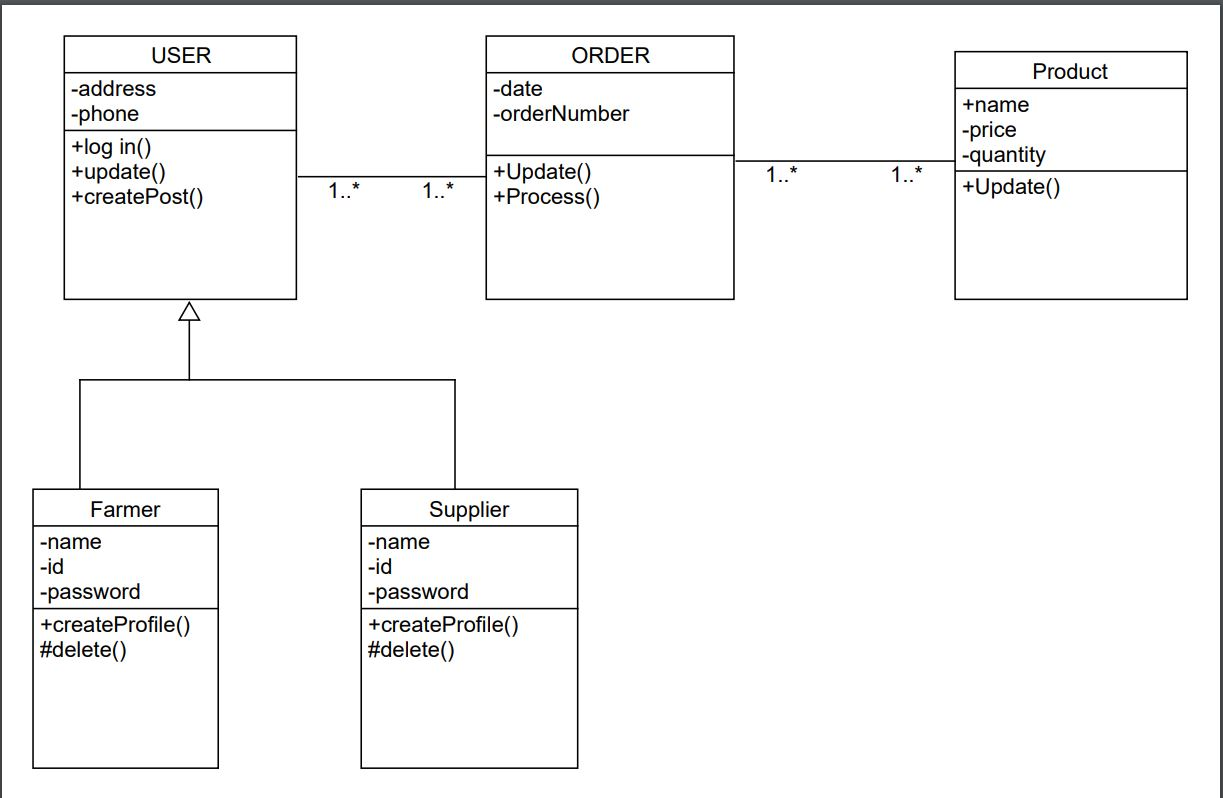 USER
-address
-phone
+log in()
+update()
+createPost()
1..*
1..*
ORDER
-date
-orderNumber
+Update()
+Process()
1..*
1..*
Product
+name
-price
-quantity
+Update()
Farmer
-name
-id
-password
+createProfile()
#delete()
Supplier
-name
-id
-password
+createProfile()
#delete()